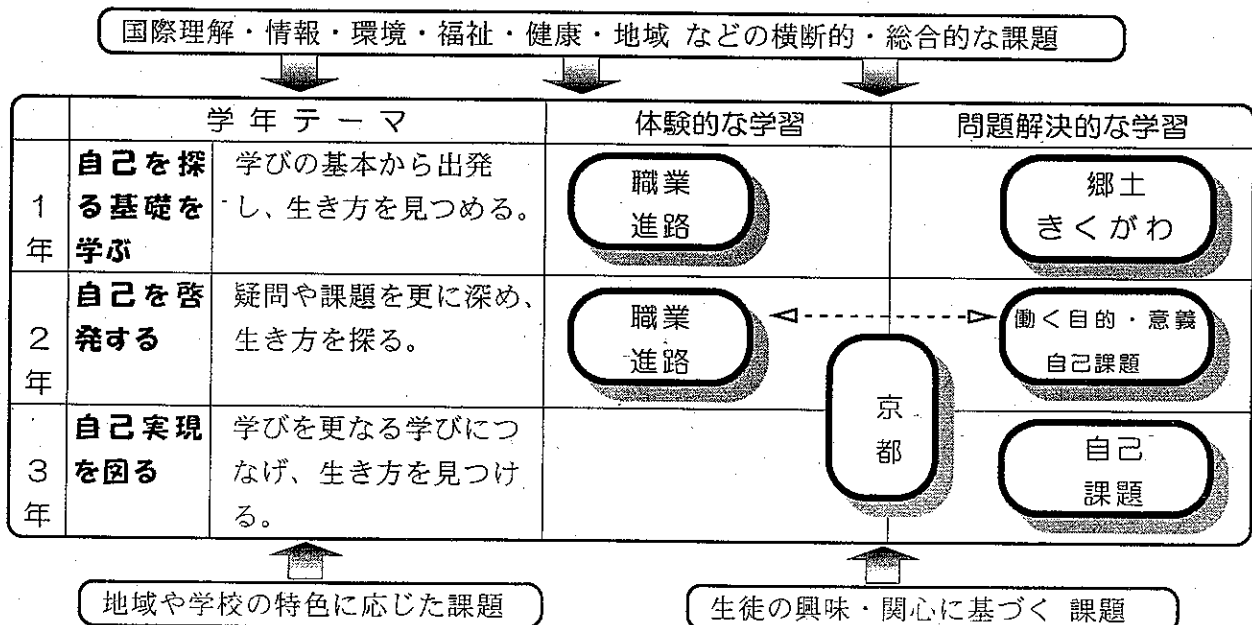 国際理解・情報・環境・福祉・健康・地域 などの横断的・総合的な課題
学年テーマ
体験的な学習
問題解決的な学習
1年
自己を探
る基礎を
学ぶ
学びの基本から出発
し、生き方を見つめる。
職業
進路
郷土
きくがわ
2年
自己を啓
発する
疑問や課題を更に深め、
生き方を探る。
職業
進路
働く目的・意義
自己課題
京都
3年
自己実現
を図る
学びを更なる学びにつ
なげ、生き方を見つけ
る。
自己
課題
地域や学校の特色に応じた課題
生徒の興味・関心に基づく 課題